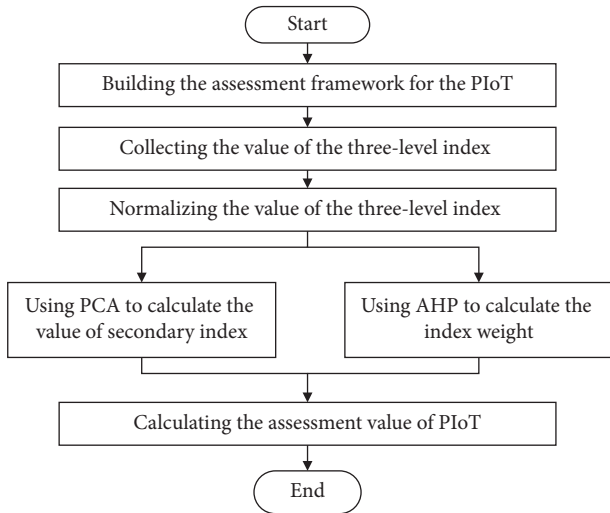 Start
Building the assessment framework for the PIoT
Collecting the value of the three-level index
Normalizing the value of the three-level index
Using PCA to calculate the
value of secondary index
Using AHP to calculate the
index weight
Calculating the assessment value of PIoT
End